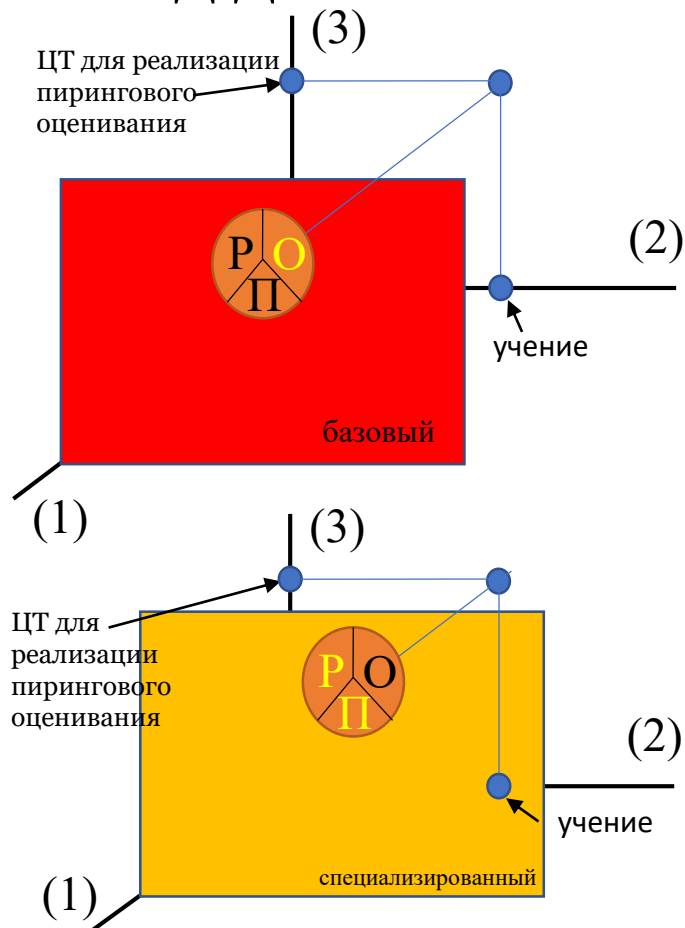 (3)
ЦТ для реализации
пирингового
оценивания
Р О
П
(2)
учение
базовый
(1)
(3)
ЦТ для
реализации
пирингового
оценивания
Р О
П
(2)
учение
специализированный
(1)